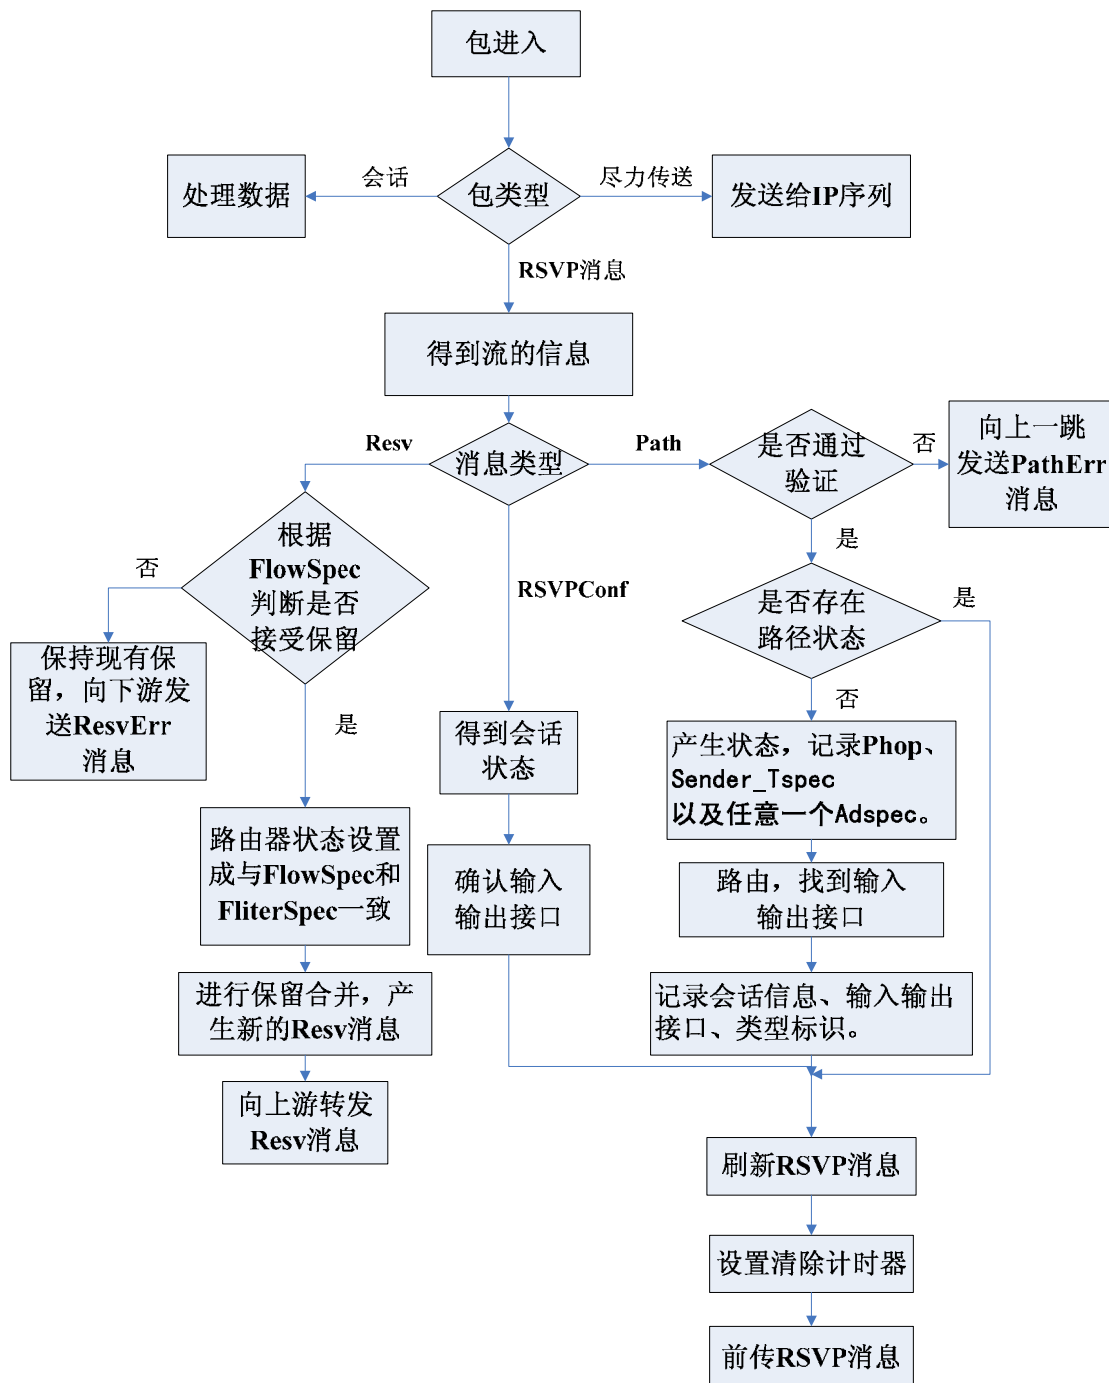 包进入
处理数据
会话
包类型
尽力传送
发送给IP序列
RSVP消息
得到流的信息
Resv
消息类型
Path
是否通过
验证
否
向上一跳
发送PathErr
消息
是
根据
FlowSpec
判断是否
接受保留
否
RSVPConf
是否存在
路径状态
是
保持现有保
留，向下游发
送ResvErr
消息
是
得到会话
状态
否
产生状态，记录Phop、
Sender_Tspec
以及任意一个Adspec。
路由器状态设置
成与FlowSpec和
FliterSpec一致
确认输入
输出接口
路由，找到输入
输出接口
进行保留合并，产
生新的Resv消息
记录会话信息、输入输出
接口、类型标识。
向上游转发
Resv消息
刷新RSVP消息
设置清除计时器
前传RSVP消息